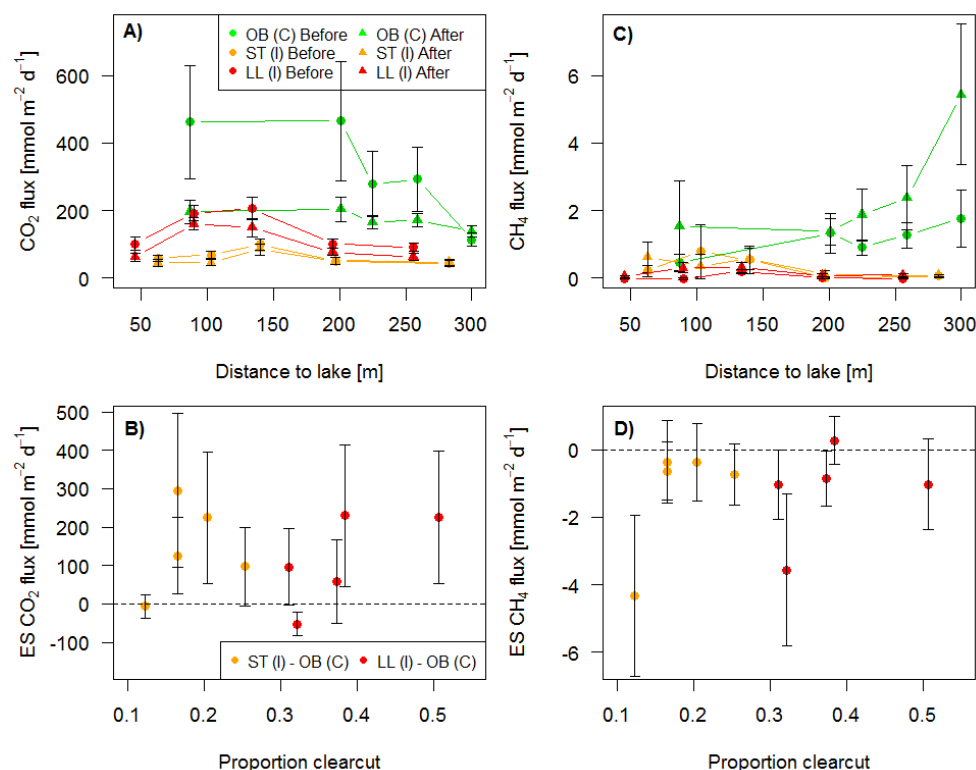 A)
OB (C) Before OB (C) After
ST (I) Before ST (I) After
LL (I) Before LL (I) After
CO₂ flux [mmol m⁻² d⁻¹]
600
400
200
0
50 100 150 200 250 300
Distance to lake [m]
C)
CH₄ flux [mmol m⁻² d⁻¹]
6
4
2
0
50 100 150 200 250 300
Distance to lake [m]
B)
ES CO₂ flux [mmol m⁻² d⁻¹]
500
400
300
200
100
0
-100
ST (I) - OB (C) LL (I) - OB (C)
0.1 0.2 0.3 0.4 0.5
Proportion clearcut
D)
ES CH₄ flux [mmol m⁻² d⁻¹]
0
-2
-4
-6
0.1 0.2 0.3 0.4 0.5
Proportion clearcut